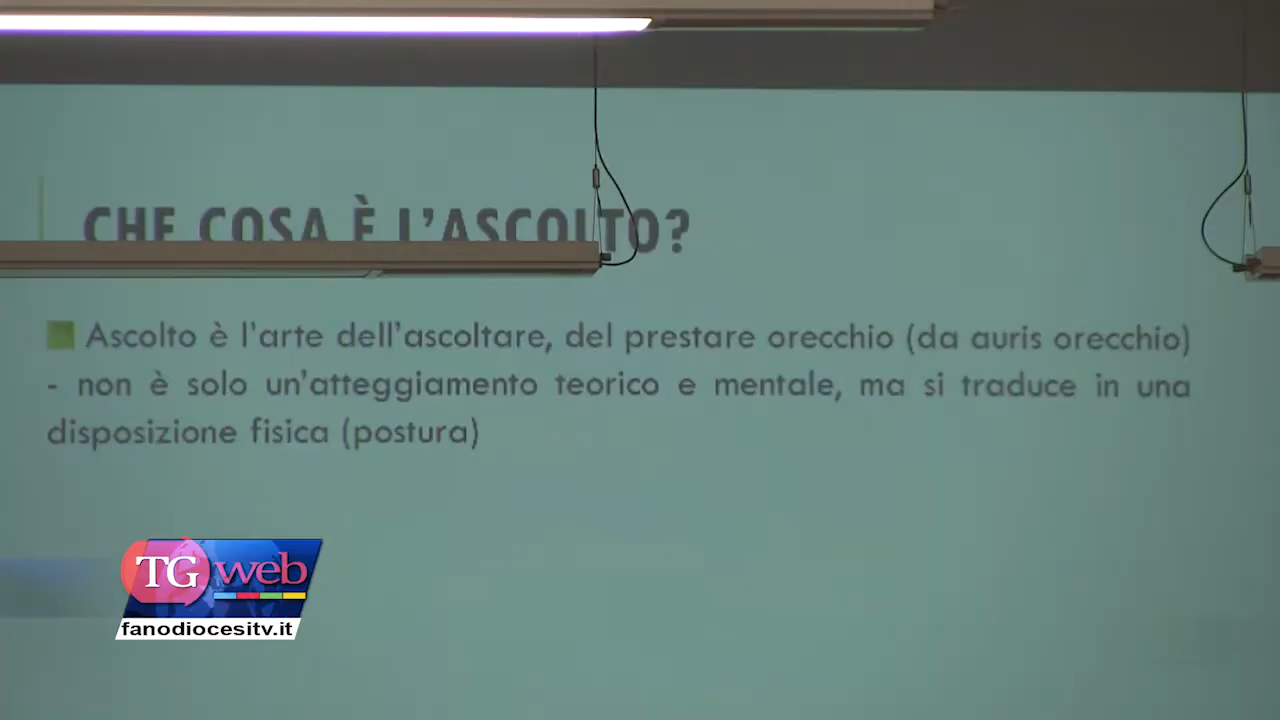 CHE COSA È L'ASCOLTO?
Ascolto è l'arte dell'ascoltare, del prestare orecchio (da auris orecchio)
- non è solo un'atteggiamento teorico e mentale, ma si traduce in una
disposizione fisica (postura)
TG web
fanodiocesitv.it